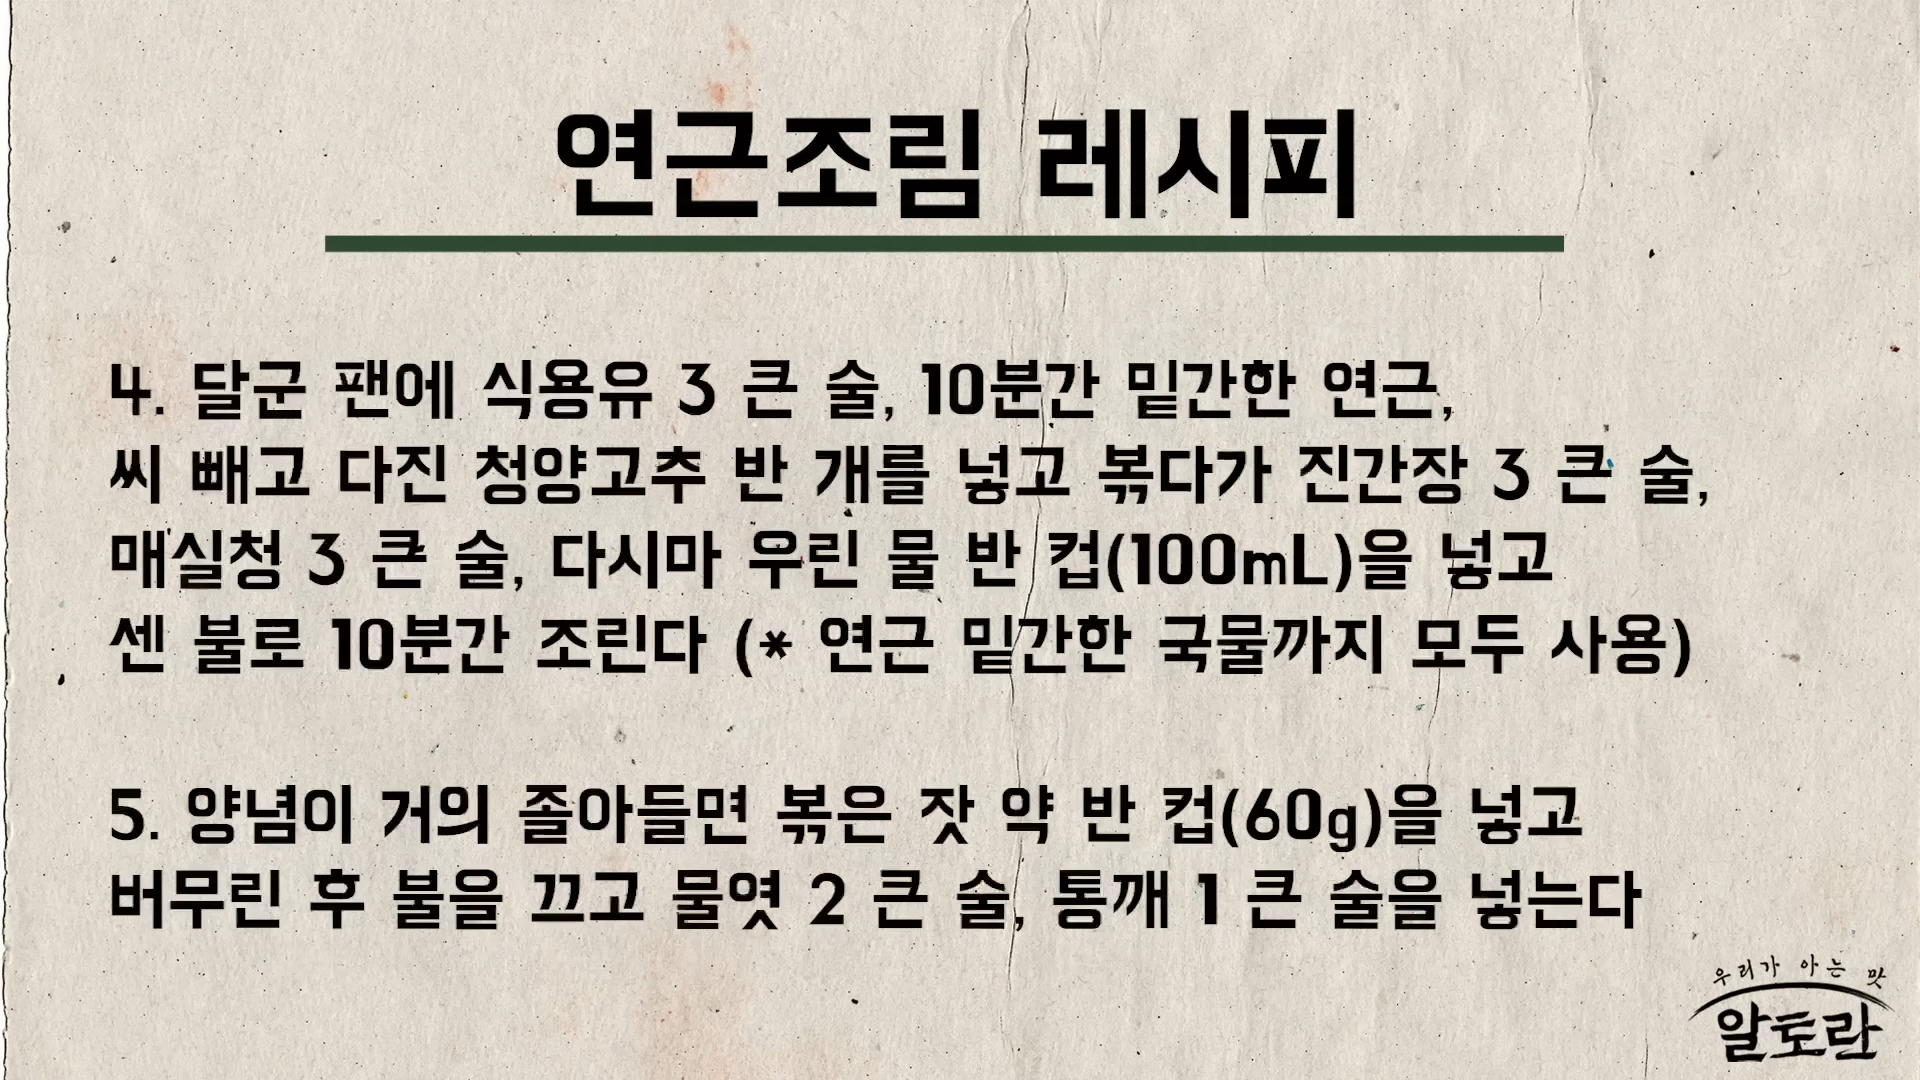 연근조림 레시피
4. 달군 팬에 식용유 3 큰 술, 10분간 밑간한 연근,
씨 빼고 다진 청양고추 반 개를 넣고 볶다가 진간장 3 큰 술,
매실청 3 큰 술, 다시마 우린 물 반 컵(100mL)을 넣고
센 불로 10분간 조린다 (* 연근 밑간한 국물까지 모두 사용)
5. 양념이 거의 졸아들면 볶은 잣 약 반 컵(60g)을 넣고
버무린 후 불을 끄고 물엿 2 큰 술, 통깨 1 큰 술을 넣는다
우리가 아는 맛
알토란